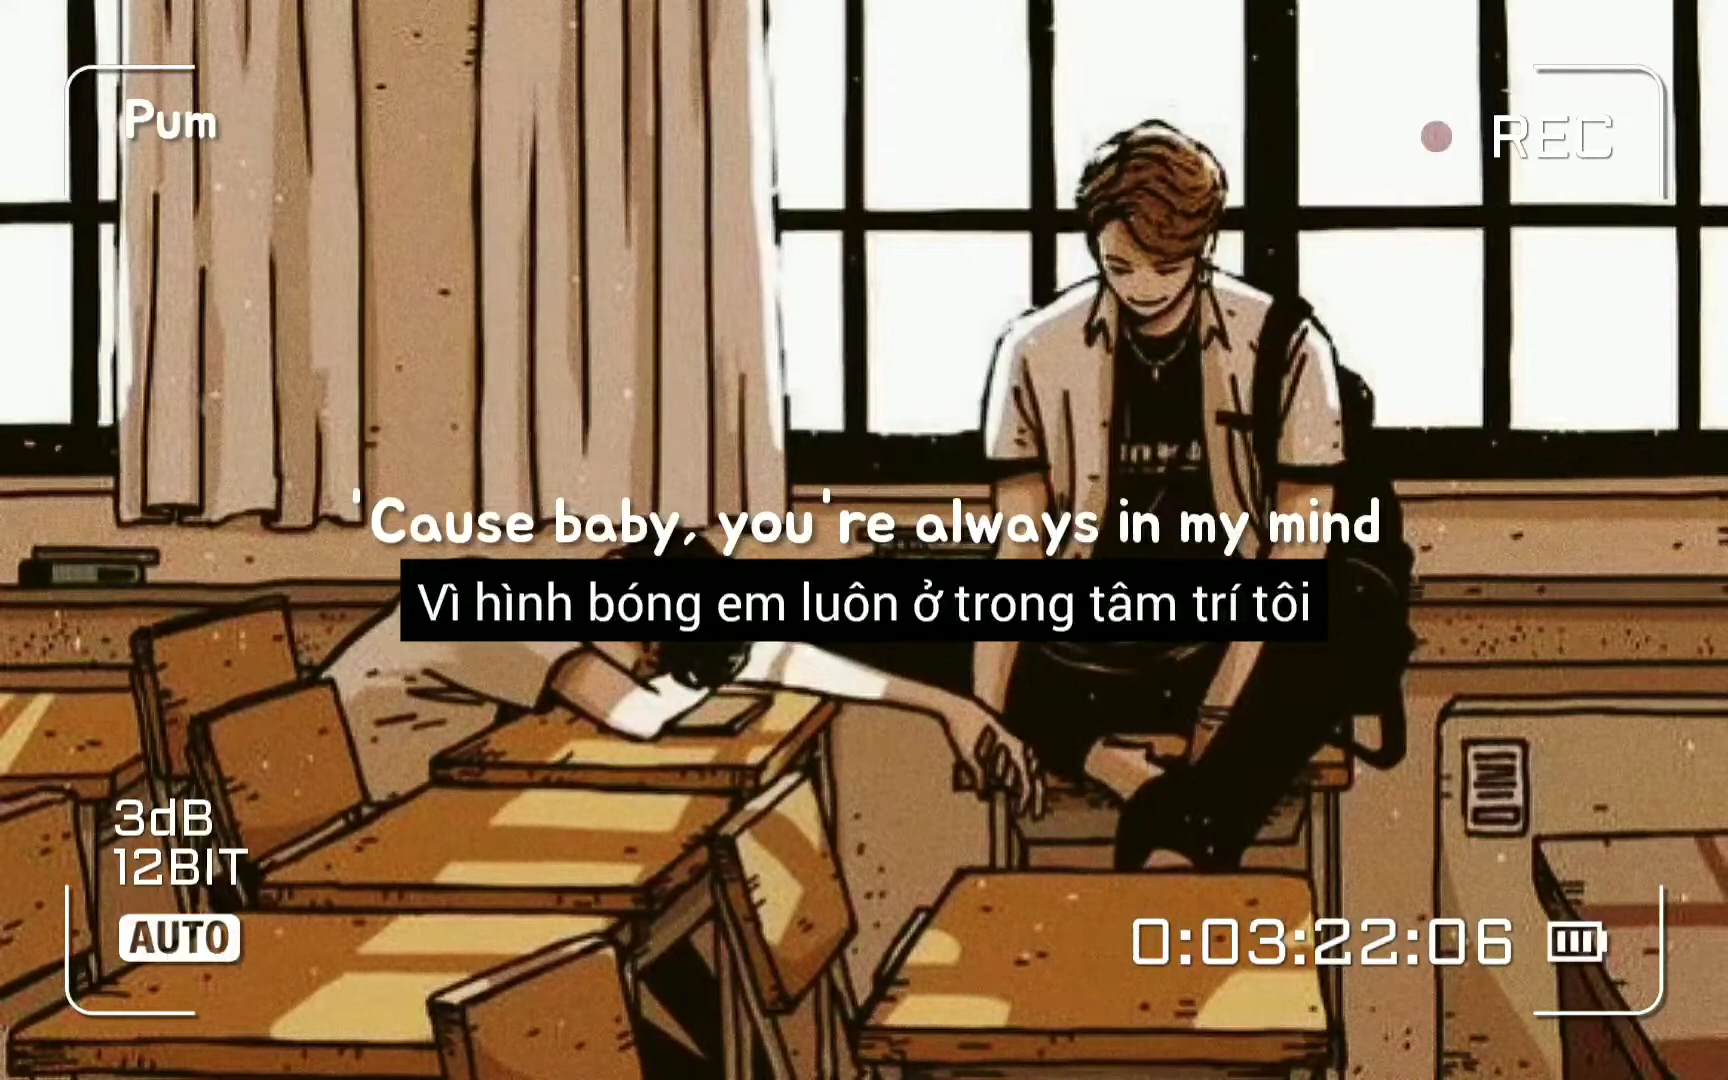 Pum
REC
'Cause baby, you're always in my mind
Vì hình bóng em luôn ở trong tâm trí tôi
3dB
12BIT
AUTO
0:03:22:06